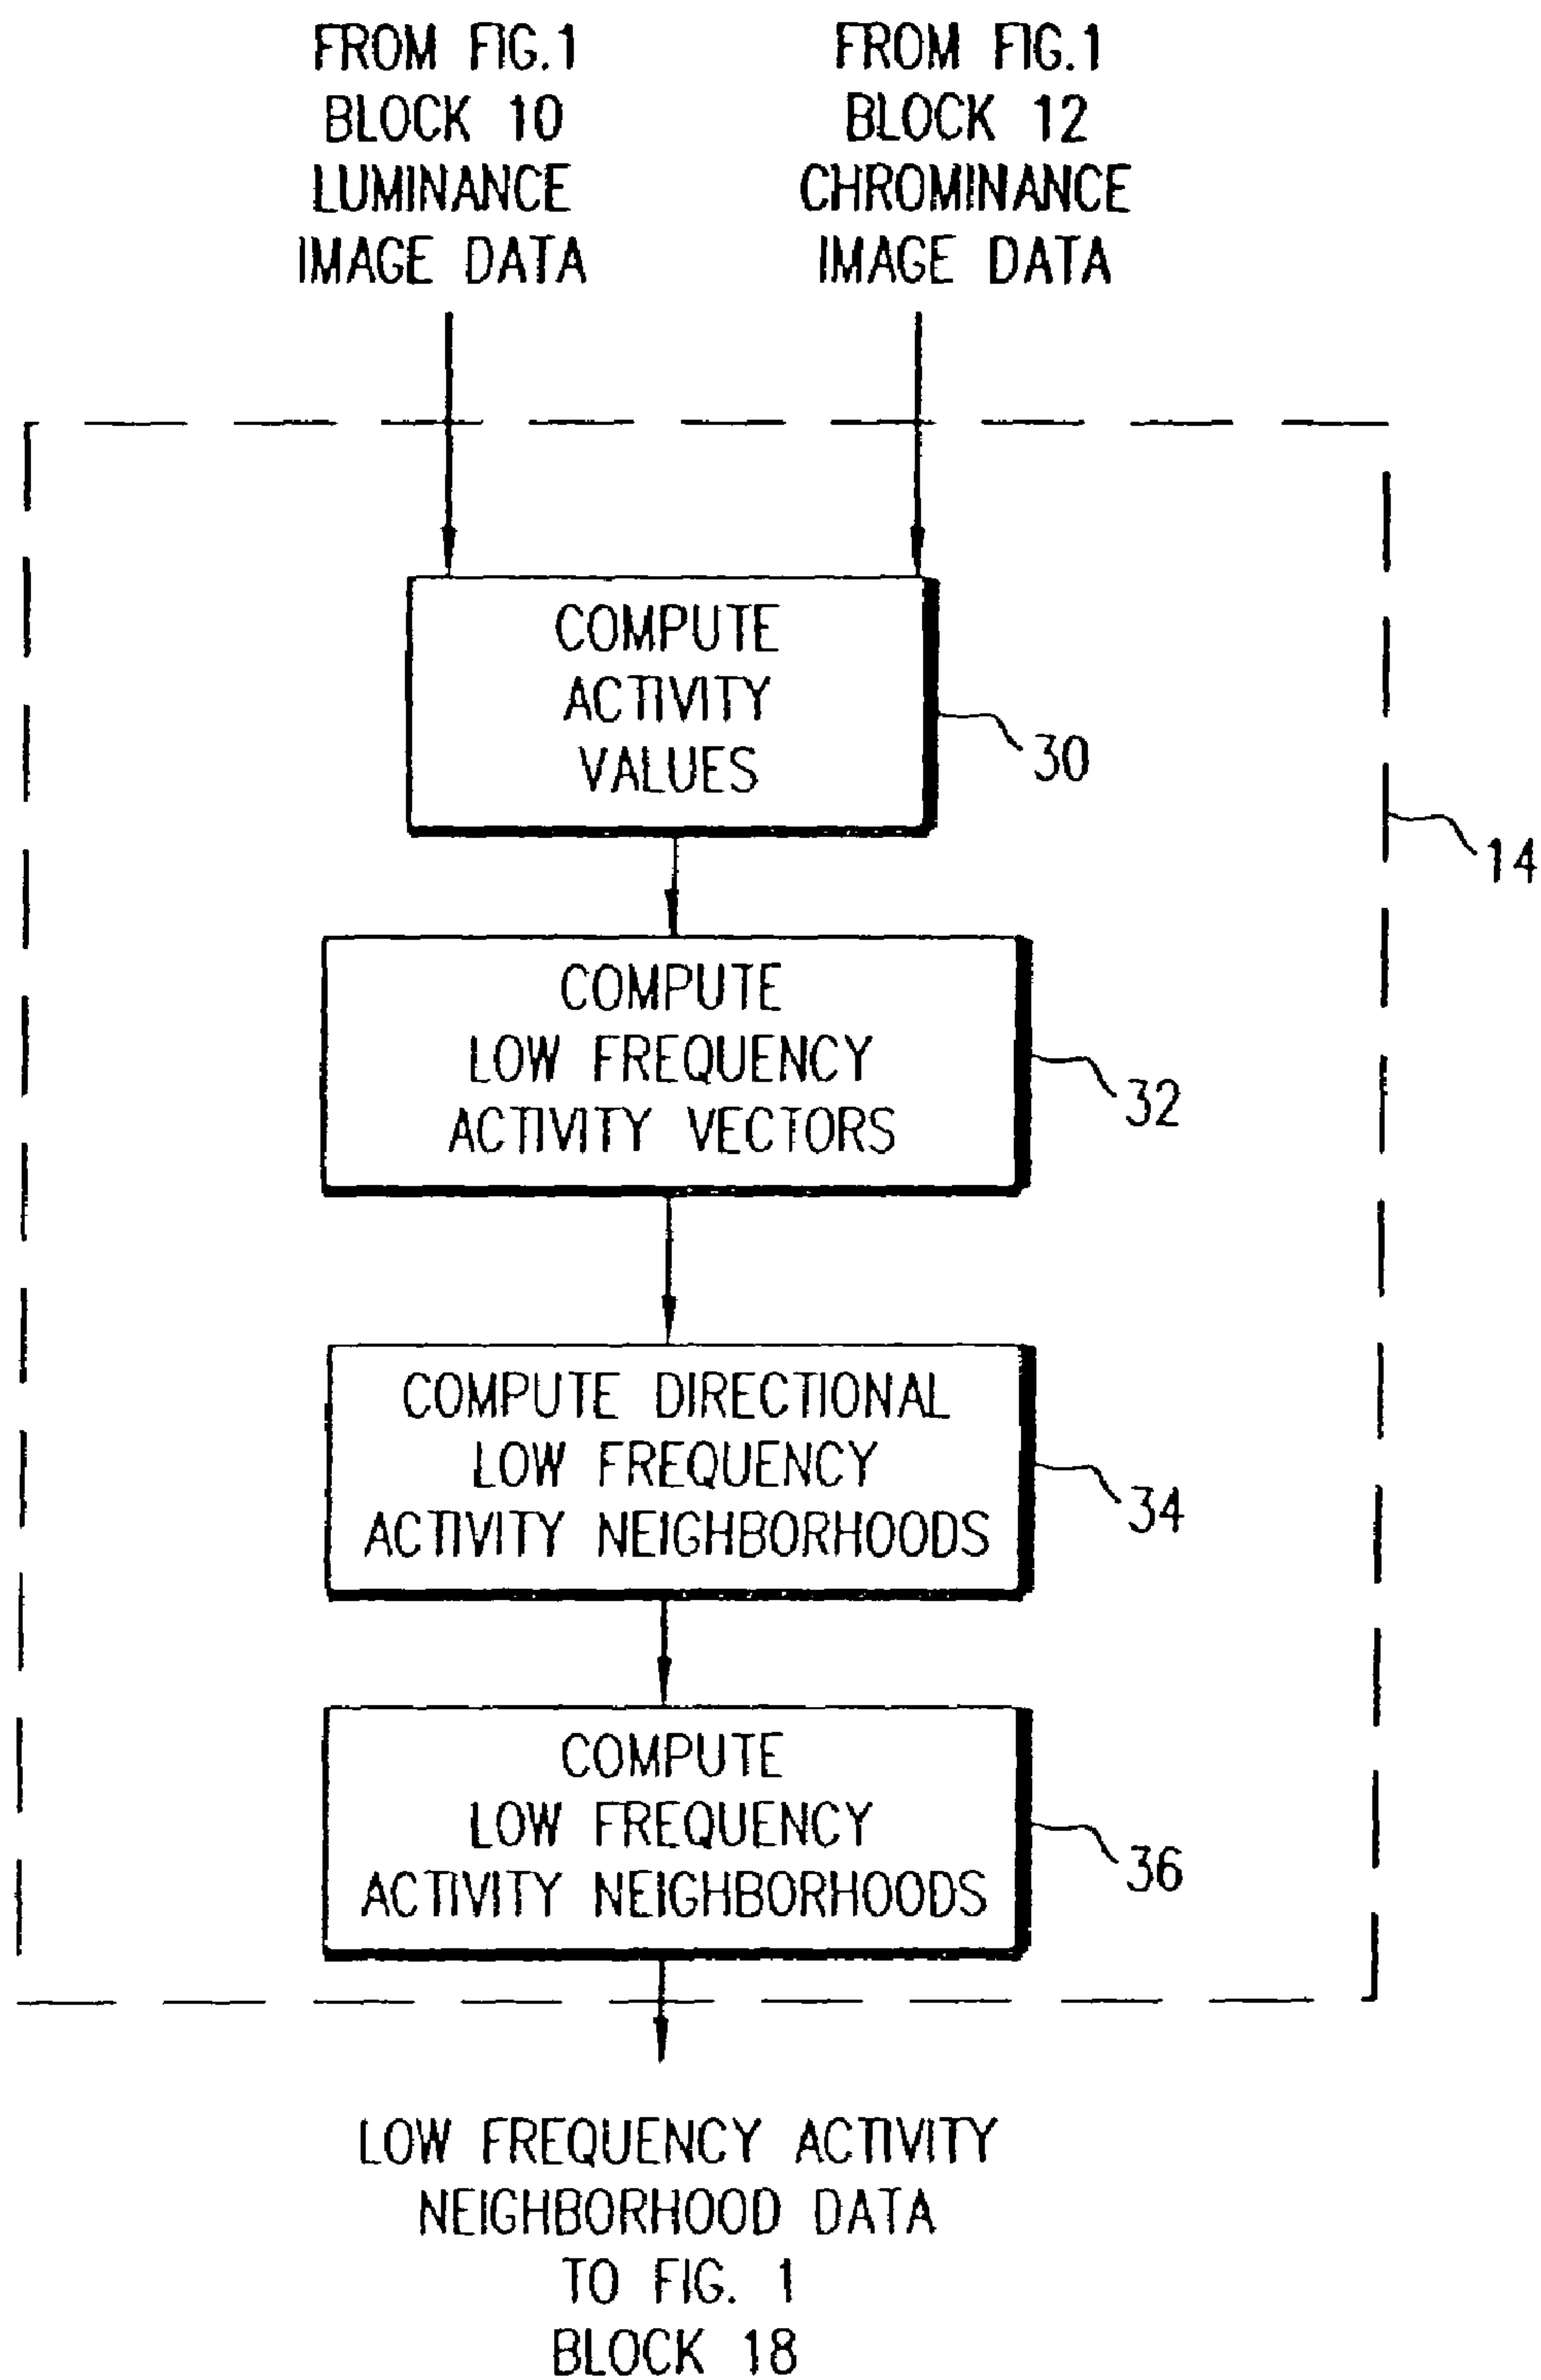 FROM FIG.1
BLOCK 10
LUMINANCE
IMAGE DATA
FROM FIG.1
BLOCK 12
CHROMINANCE
IMAGE DATA
COMPUTE
ACTIVITY
VALUES
30
14
COMPUTE
LOW FREQUENCY
ACTIVITY VECTORS
32
COMPUTE DIRECTIONAL
LOW FREQUENCY
ACTIVITY NEIGHBORHOODS
34
COMPUTE
LOW FREQUENCY
ACTIVITY NEIGHBORHOODS
36
LOW FREQUENCY ACTIVITY
NEIGHBORHOOD DATA
TO FIG. 1
BLOCK 18